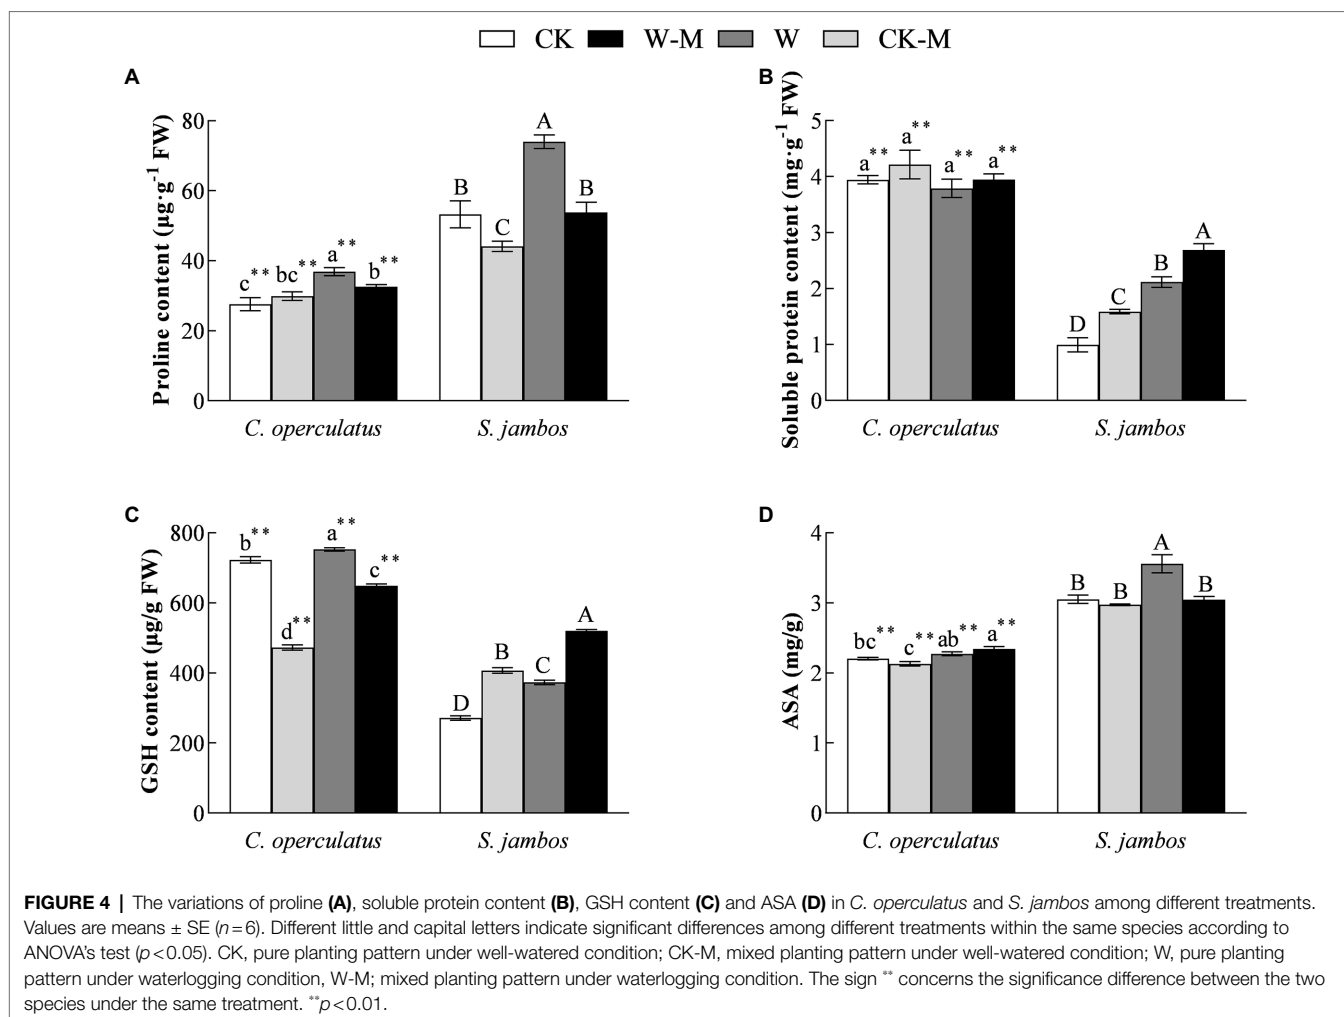 CK W-M W CK-M
A
Proline content (µg·g⁻¹ FW)
80
60
40
20
0
c** bc** a** b**
B C A B
C. operculatus S. jambos
B
Soluble protein content (mg·g⁻¹ FW)
5
4
3
2
1
0
a** a** a** a**
D C B A
C. operculatus S. jambos
C
GSH content (µg/g FW)
800
600
400
200
0
b** d** a** c**
D B C A
C. operculatus S. jambos
D
ASA (mg/g)
4
3
2
1
0
bc** c** ab** a**
B B A B
C. operculatus S. jambos
FIGURE 4 | The variations of proline (A), soluble protein content (B), GSH content (C) and ASA (D) in C. operculatus and S. jambos among different treatments.
Values are means ± SE (n=6). Different little and capital letters indicate significant differences among different treatments within the same species according to
ANOVA's test (p<0.05). CK, pure planting pattern under well-watered condition; CK-M, mixed planting pattern under well-watered condition; W, pure planting
pattern under waterlogging condition, W-M; mixed planting pattern under waterlogging condition. The sign ** concerns the significance difference between the two
species under the same treatment. **p<0.01.